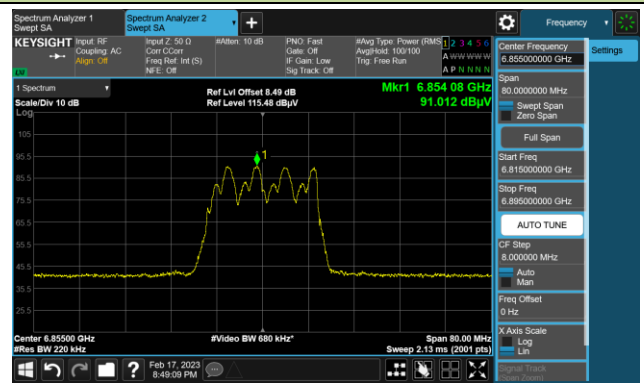 Spectrum Analyzer 1
Swept SA
Spectrum Analyzer 2
Swept SA
Frequency
KEYSIGHT
Input: RF
Coupling: AC
Align: Off
Input Z: 50 Ω
Corr CCorr
Freq Ref: Int (S)
NFE: Off
#Atten: 10 dB
PNO: Fast
Gate: Off
IF Gain: Low
Sig Track: Off
#Avg Type: Power (RMS
Avg|Hold: 100/100
Trig: Free Run
1 2 3 4 5 6
A W W W W W
A P N N N N
LW
Center Frequency
6.855000000 GHz
Settings
Span
80.0000000 MHz
Swept Span
Zero Span
Full Span
Start Freq
6.815000000 GHz
Stop Freq
6.895000000 GHz
AUTO TUNE
CF Step
8.000000 MHz
Auto
Man
Freq Offset
0 Hz
X Axis Scale
Log
Lin
Signal Track
(Span Zoom)
1 Spectrum
Scale/Div 10 dB
Ref Lvl Offset 8.49 dB
Ref Level 115.48 dBµV
Mkr1 6.854 08 GHz
91.012 dBµV
Log
105
95.5
85.5
75.5
65.5
55.5
45.5
35.5
25.5
1
Center 6.85500 GHz
#Res BW 220 kHz
#Video BW 680 kHz*
Span 80.00 MHz
Sweep 2.13 ms (2001 pts)
Feb 17, 2023
8:49:09 PM